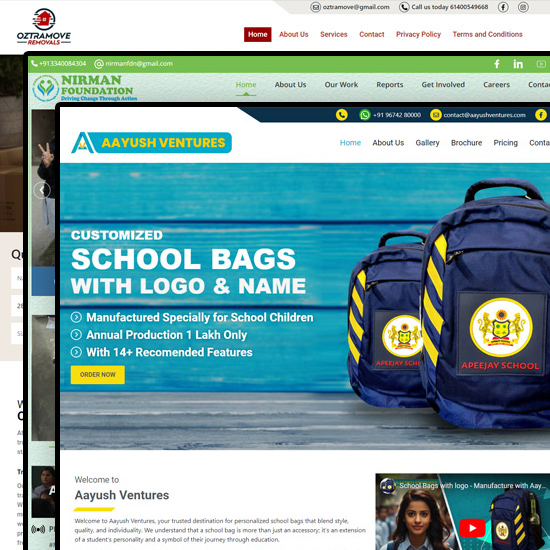 oztramove@gmail.com
Call us today 61400549668
OZTRAMOVE
REMOVALS
Home
About Us
Services
Contact
Privacy Policy
Terms and Conditions
+913340084304
nirmanfdn@gmail.com
NIRMAN
FOUNDATION
Driving Change Through Action
Home
About Us
Our Work
Reports
Get Involved
Careers
+91 96742 80000
contact@aayushventures.com
AAYUSH VENTURES
Home
About Us
Gallery
Brochure
Pricing
CUSTOMIZED
SCHOOL BAGS
WITH LOGO & NAME
Manufactured Specially for School Children
Annual Production 1 Lakh Only
With 14+ Recomended Features
ORDER NOW
APEEJAY SCHOOL
APEEJAY SCHOOL
Welcome to
Aayush Ventures
Welcome to Aayush Ventures, your trusted destination for personalized school bags that blend style,
quality, and individuality. We understand that a school bag is more than just an accessory; it's an extension
of a student's personality and a symbol of their journey through education.
School Bags with logo - Manufacture with Aay...